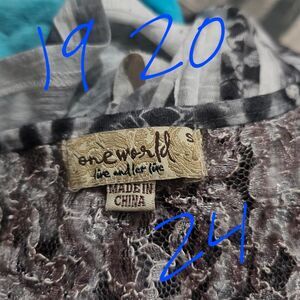 19 20
oneworld
live and let live
S
MADE IN
CHINA
24